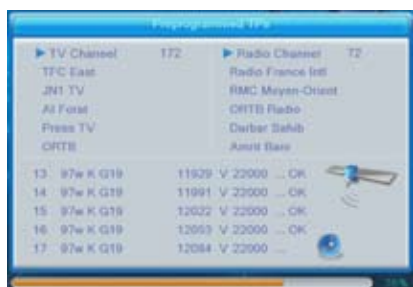 Preprogrammed TPs
TV Channel 172
TFC East
JN1 TV
Al Forat
Press TV
ORTB
Radio Channel 72
Radio France Intl
RMC Moyen-Orient
ORTB Radio
Darbar Sahib
Amrit Bani
13 97w K G19 11929 V 22000 ... OK
14 97w K G19 11991 V 22000 ... OK
15 97w K G19 12022 V 22000 ... OK
16 97w K G19 12053 V 22000 ... OK
17 97w K G19 12084 V 22000 ...